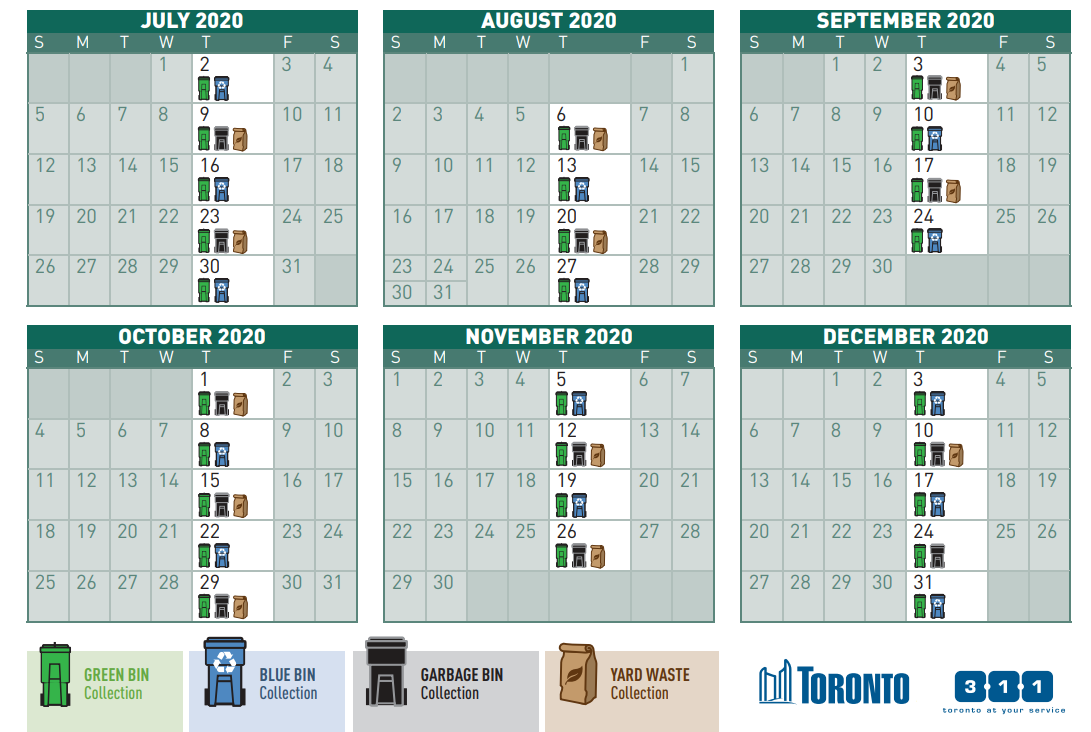 JULY 2020
S M T W T F S
1 2 3 4
5 6 7 8 9 10 11
12 13 14 15 16 17 18
19 20 21 22 23 24 25
26 27 28 29 30 31
AUGUST 2020
S M T W T F S
1
2 3 4 5 6 7 8
9 10 11 12 13 14 15
16 17 18 19 20 21 22
23 24 25 26 27 28 29
30 31
SEPTEMBER 2020
S M T W T F S
1 2 3 4 5
6 7 8 9 10 11 12
13 14 15 16 17 18 19
20 21 22 23 24 25 26
27 28 29 30
OCTOBER 2020
S M T W T F S
1 2 3
4 5 6 7 8 9 10
11 12 13 14 15 16 17
18 19 20 21 22 23 24
25 26 27 28 29 30 31
NOVEMBER 2020
S M T W T F S
1 2 3 4 5 6 7
8 9 10 11 12 13 14
15 16 17 18 19 20 21
22 23 24 25 26 27 28
29 30
DECEMBER 2020
S M T W T F S
1 2 3 4 5
6 7 8 9 10 11 12
13 14 15 16 17 18 19
20 21 22 23 24 25 26
27 28 29 30 31
GREEN BIN
Collection
BLUE BIN
Collection
GARBAGE BIN
Collection
YARD WASTE
Collection
TORONTO
3 1 1
toronto at your service